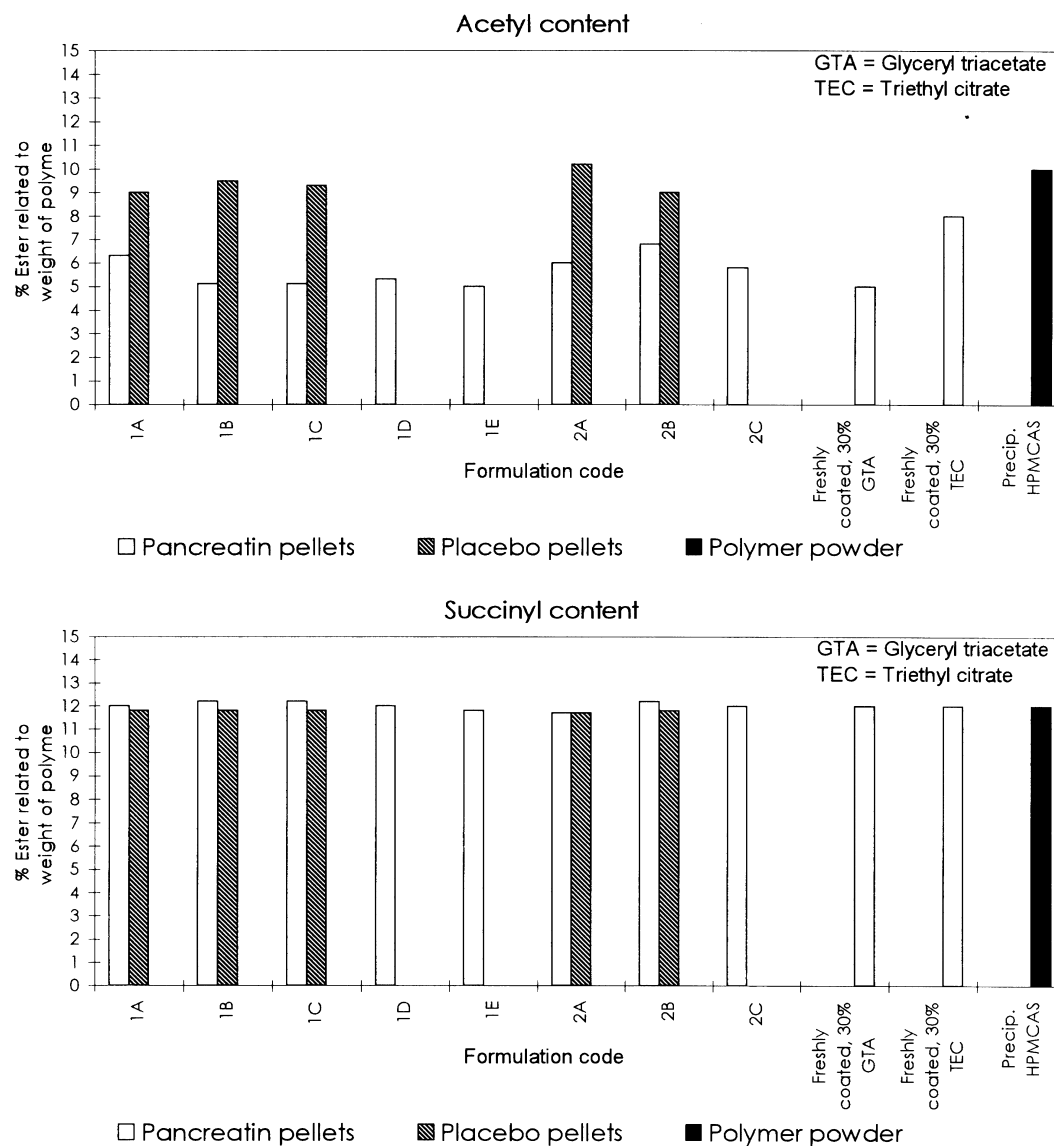 Acetyl content
GTA = Glyceryl triacetate
TEC = Triethyl citrate
% Ester related to
weight of polyme
15
14
13
12
11
10
9
8
7
6
5
4
3
2
1
0
1A
1B
1C
1D
1E
2A
2B
2C
Freshly
coated, 30%
GTA
Freshly
coated, 30%
TEC
Precip.
HPMCAS
Formulation code
Pancreatin pellets
Placebo pellets
Polymer powder
Succinyl content
GTA = Glyceryl triacetate
TEC = Triethyl citrate
% Ester related to
weight of polyme
15
14
13
12
11
10
9
8
7
6
5
4
3
2
1
0
1A
1B
1C
1D
1E
2A
2B
2C
Freshly
coated, 30%
GTA
Freshly
coated, 30%
TEC
Precip.
HPMCAS
Formulation code
Pancreatin pellets
Placebo pellets
Polymer powder